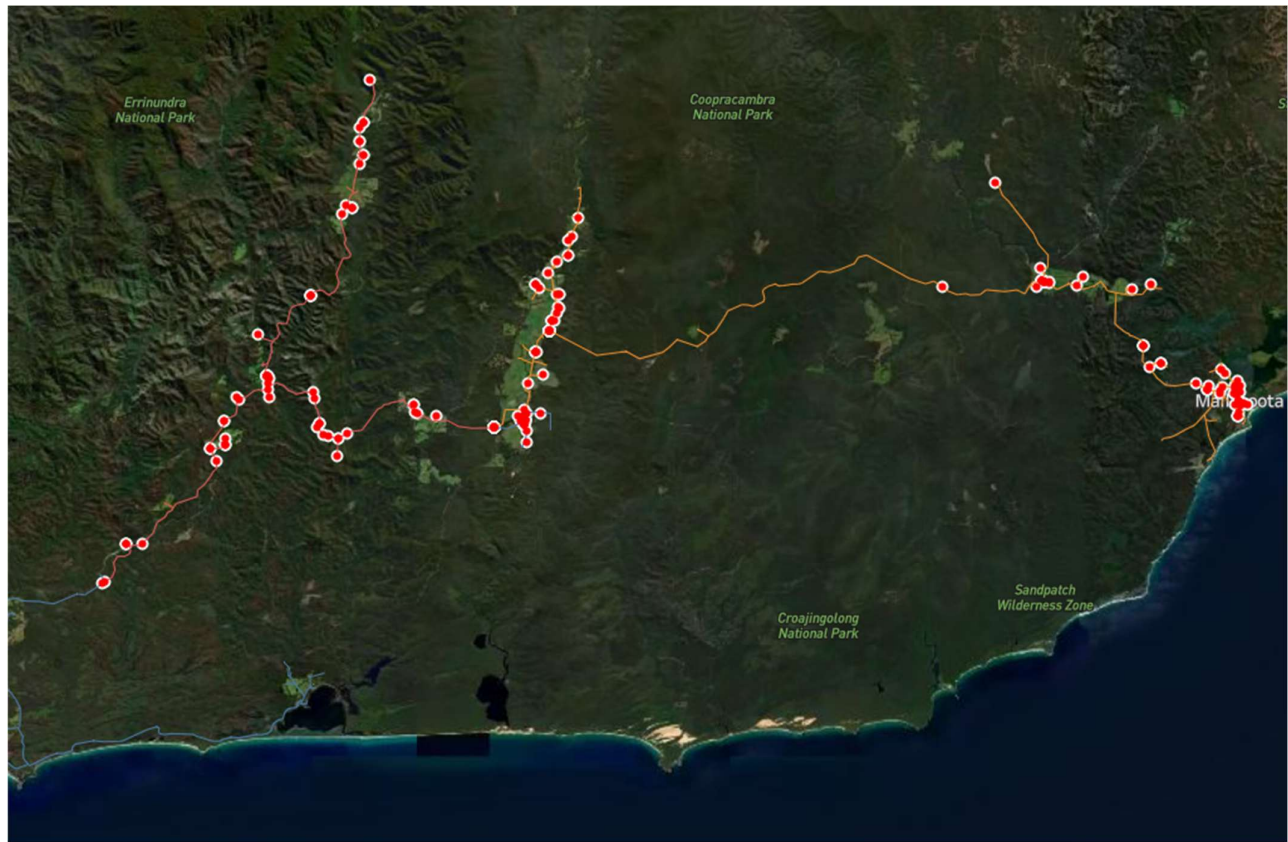 Errinundra
National Park
Coopracambra
National Park
Croajingolong
National Park
Sandpatch
Wilderness Zone